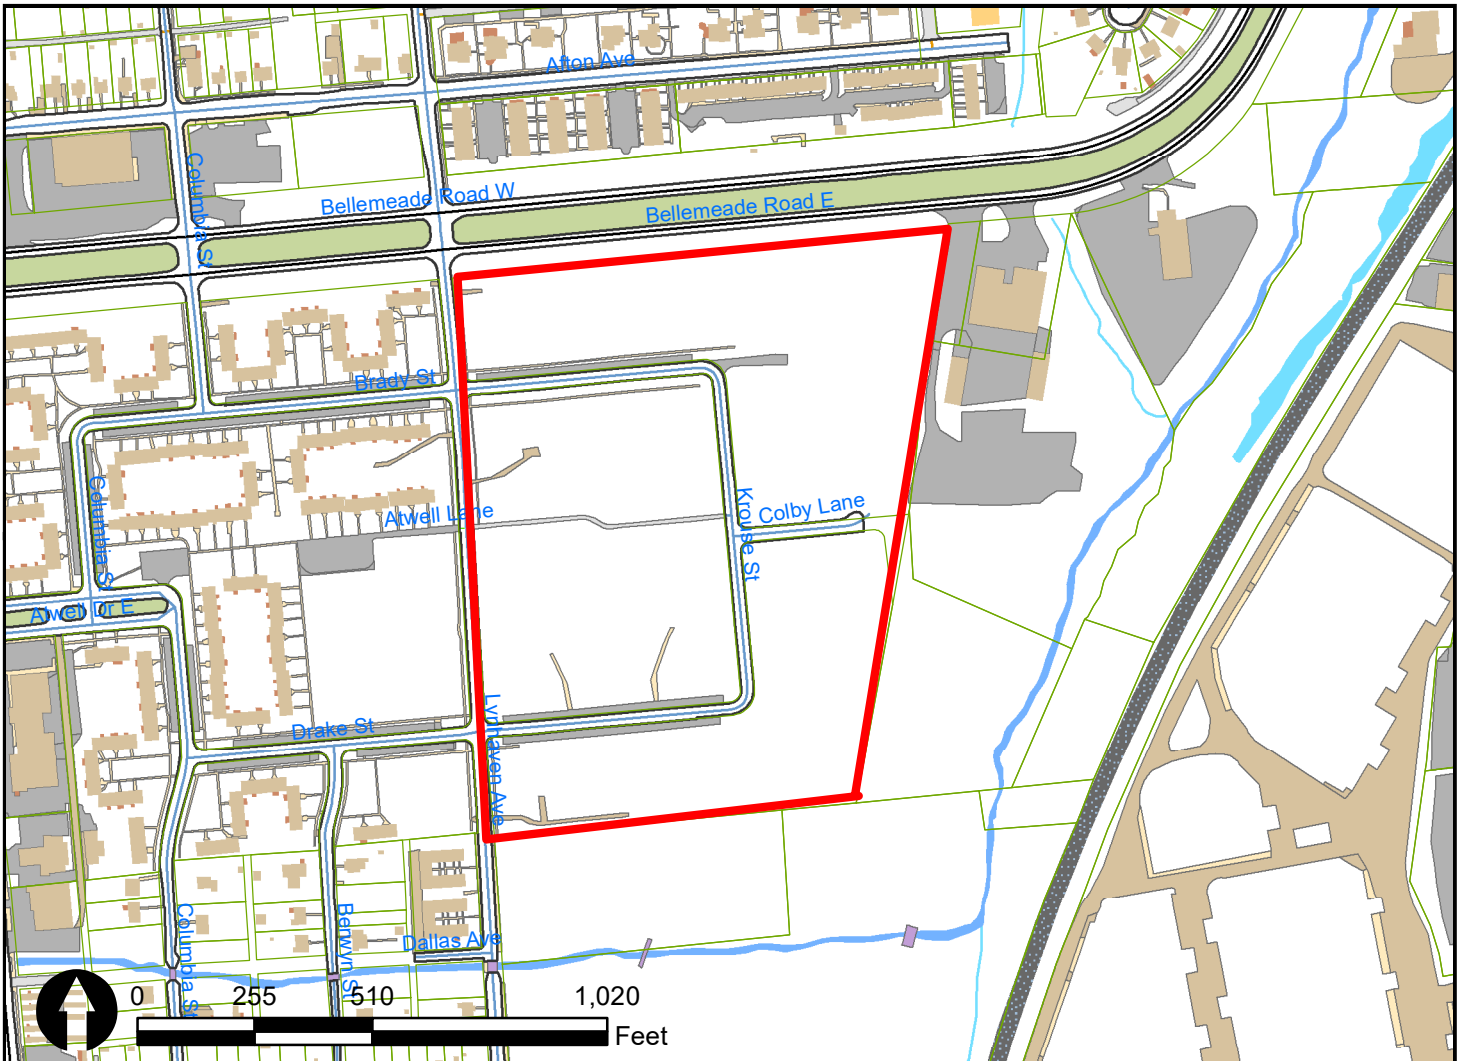 Afton Ave
Columbia St
Bellemeade Road W
Bellemeade Road E
Brady St
Columbia St
Atwell Lane
Krouse St
Colby Lane
Atwell Dr E
Lynhaven Ave
Drake St
Columbia St
Berwyn St
Dallas Ave
0 255 510 1,020
Feet